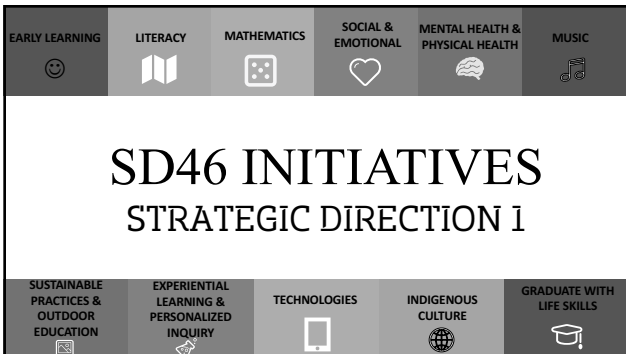 EARLY LEARNING
LITERACY
MATHEMATICS
SOCIAL &
EMOTIONAL
MENTAL HEALTH &
PHYSICAL HEALTH
MUSIC
SD46 INITIATIVES
STRATEGIC DIRECTION 1
SUSTAINABLE
PRACTICES &
OUTDOOR
EDUCATION
EXPERIENTIAL
LEARNING &
PERSONALIZED
INQUIRY
TECHNOLOGIES
INDIGENOUS
CULTURE
GRADUATE WITH
LIFE SKILLS